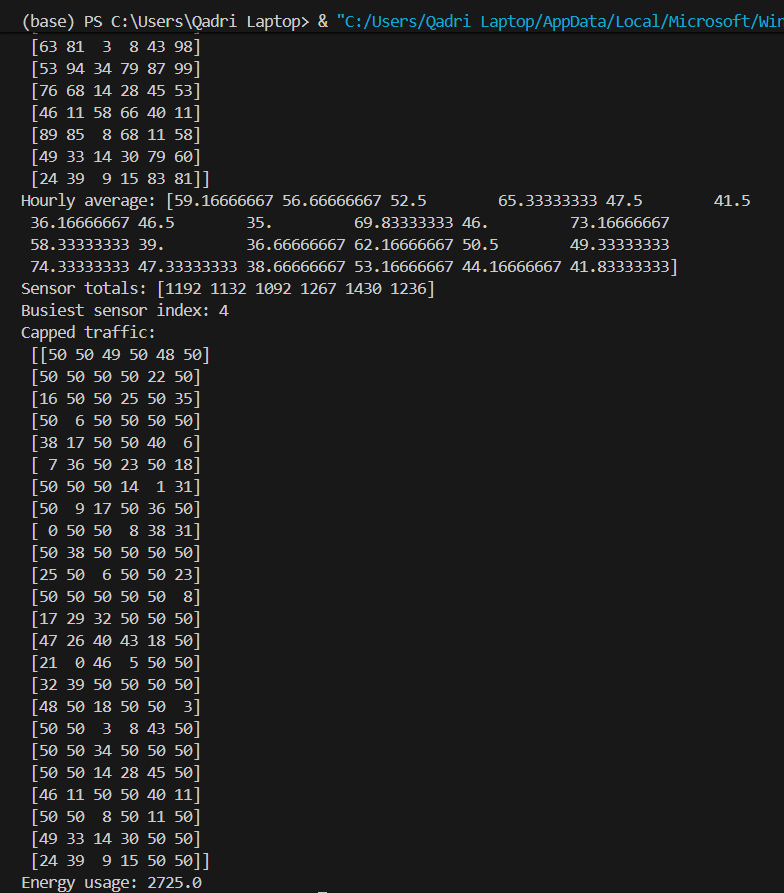 (base) PS C:\Users\Qadri Laptop> & "C:/Users/Qadri Laptop/AppData/Local/Microsoft/Win
[63 81  3  8 43 98]
[53 94 34 79 87 99]
[76 68 14 28 45 53]
[46 11 58 66 40 11]
[89 85  8 68 11 58]
[49 33 14 30 79 60]
[24 39  9 15 83 81]]
Hourly average: [59.16666667 56.66666667 52.5        65.33333333 47.5        41.5
36.16666667 46.5        35.         69.83333333 46.         73.16666667
58.33333333 39.         36.66666667 62.16666667 50.5        49.33333333
74.33333333 47.33333333 38.66666667 53.16666667 44.16666667 41.83333333]
Sensor totals: [1192 1132 1092 1267 1430 1236]
Busiest sensor index: 4
Capped traffic:
[[50 50 49 50 48 50]
[50 50 50 50 22 50]
[16 50 50 25 50 35]
[50  6 50 50 50 50]
[38 17 50 50 40  6]
[ 7 36 50 23 50 18]
[50 50 50 14  1 31]
[50  9 17 50 36 50]
[ 0 50 50  8 38 31]
[50 38 50 50 50 50]
[25 50  6 50 50 23]
[50 50 50 50 50  8]
[17 29 32 50 50 50]
[47 26 40 43 18 50]
[21  0 46  5 50 50]
[32 39 50 50 50 50]
[48 50 18 50 50  3]
[50 50  3  8 43 50]
[50 50 34 50 50 50]
[50 50 14 28 45 50]
[46 11 50 50 40 11]
[50 50  8 50 11 50]
[49 33 14 30 50 50]
[24 39  9 15 50 50]]
Energy usage: 2725.0